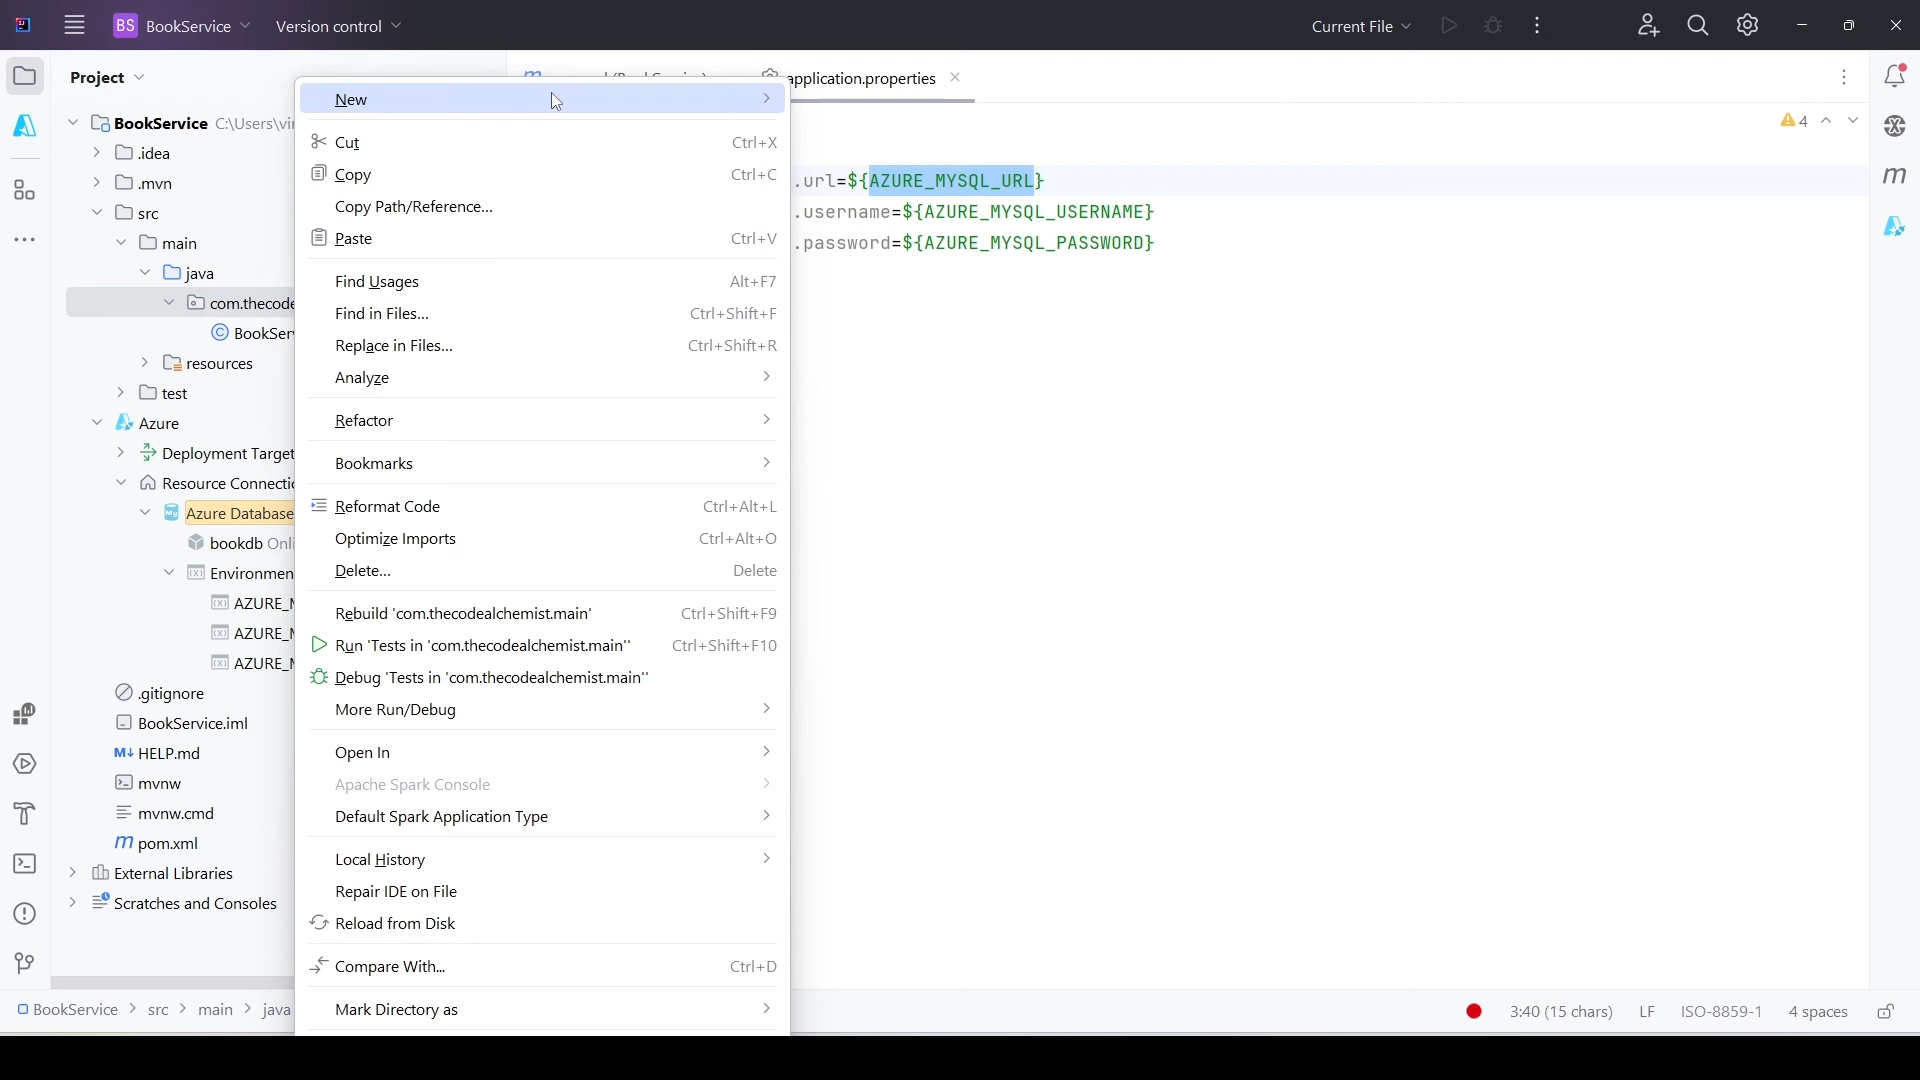 BS BookService Version control Current File
Project
application.properties
BookService C:\Users\
.idea
.mvn
src
main
java
com.thecode
BookSer
resources
test
Azure
Deployment Target
Resource Connecti
Azure Database
bookdb Onli
Environmen
AZURE_
AZURE_
AZURE_
.gitignore
BookService.iml
M↓ HELP.md
mvnw
mvnw.cmd
m pom.xml
External Libraries
Scratches and Consoles
New
Cut Ctrl+X
Copy Ctrl+C
Copy Path/Reference...
Paste Ctrl+V
Find Usages Alt+F7
Find in Files... Ctrl+Shift+F
Replace in Files... Ctrl+Shift+R
Analyze
Refactor
Bookmarks
Reformat Code Ctrl+Alt+L
Optimize Imports Ctrl+Alt+O
Delete... Delete
Rebuild 'com.thecodealchemist.main' Ctrl+Shift+F9
Run 'Tests in 'com.thecodealchemist.main'' Ctrl+Shift+F10
Debug 'Tests in 'com.thecodealchemist.main''
More Run/Debug
Open In
Apache Spark Console
Default Spark Application Type
Local History
Repair IDE on File
Reload from Disk
Compare With... Ctrl+D
Mark Directory as
4
.url=${AZURE_MYSQL_URL}
.username=${AZURE_MYSQL_USERNAME}
.password=${AZURE_MYSQL_PASSWORD}
m
BookService > src > main > java
3:40 (15 chars) LF ISO-8859-1 4 spaces